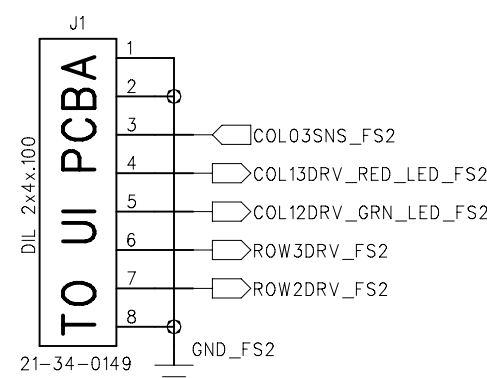 J1
DIL 2x4x.100
TO UI PCBA
1
2
3
COL03SNS_FS2
4
COL13DRV_RED_LED_FS2
5
COL12DRV_GRN_LED_FS2
6
ROW3DRV_FS2
7
ROW2DRV_FS2
8
GND_FS2
21-34-0149